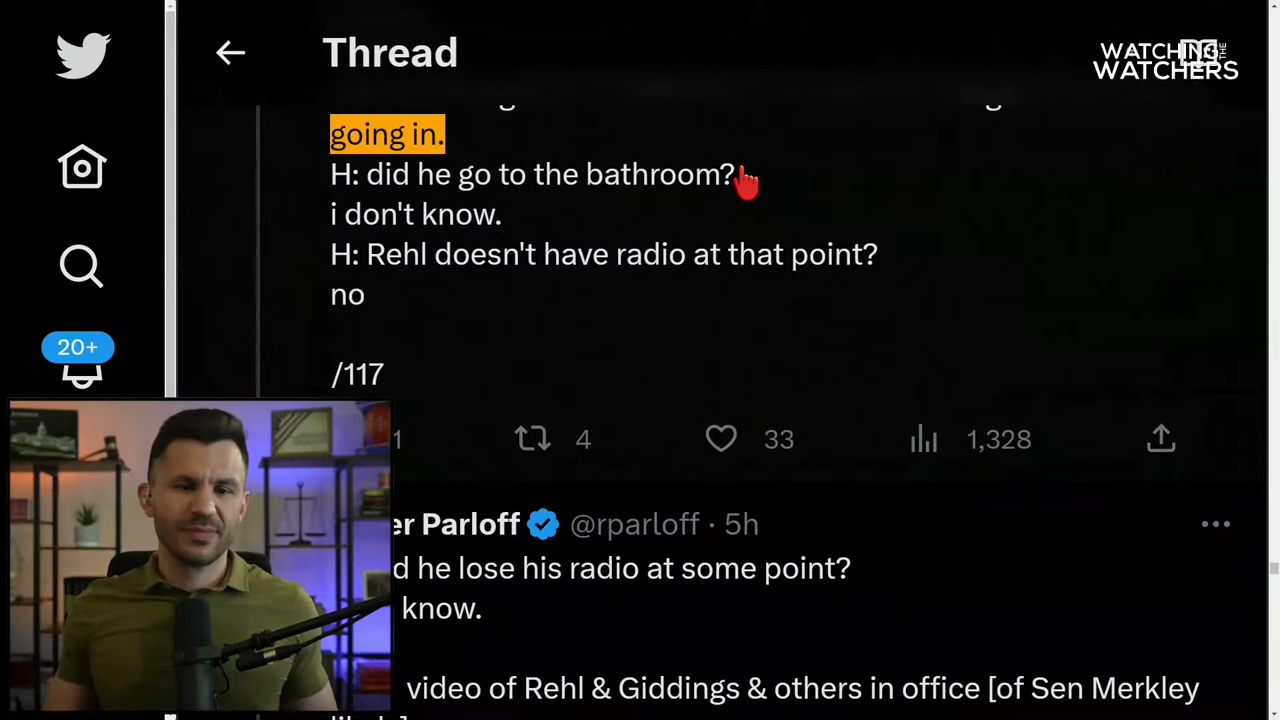 Thread
WATCHING THE
WATCHERS
going in.
H: did he go to the bathroom?
i don't know.
H: Rehl doesn't have radio at that point?
no
20+
/117
1 4 33 1,328
er Parloff @rparloff · 5h
d he lose his radio at some point?
know.
video of Rehl & Giddings & others in office [of Sen Merkley